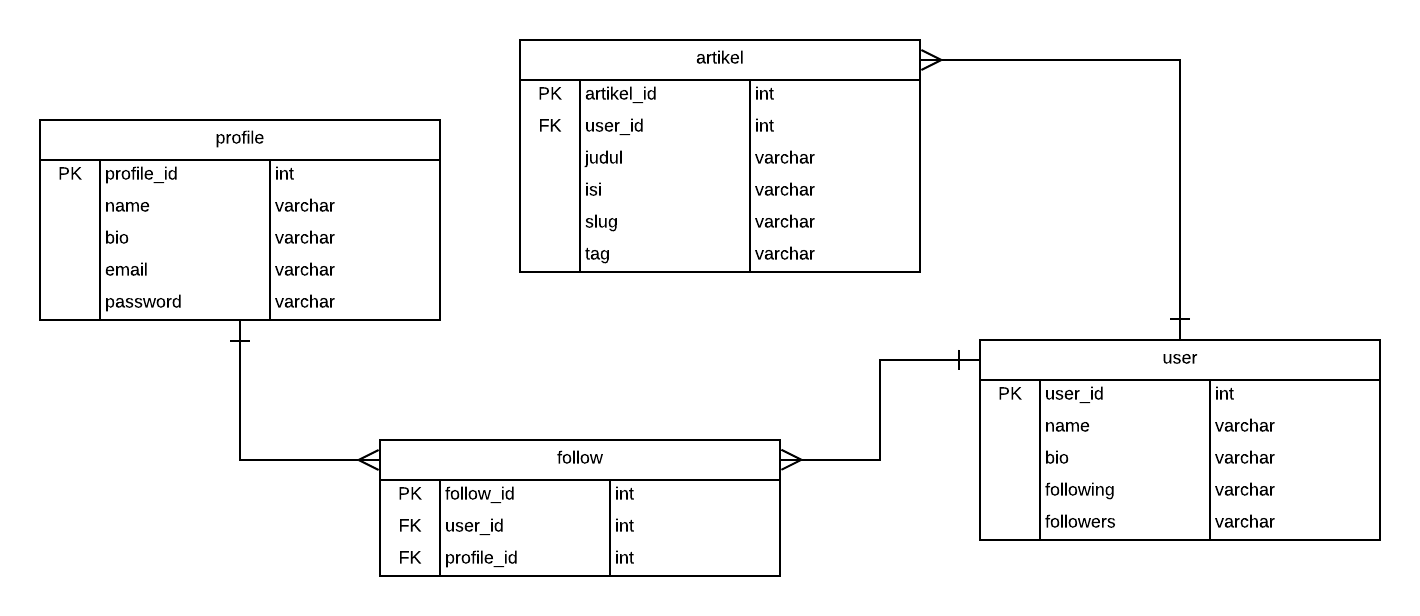 artikel
PK artikel_id int
FK user_id int
judul varchar
isi varchar
slug varchar
tag varchar
profile
PK profile_id int
name varchar
bio varchar
email varchar
password varchar
user
PK user_id int
name varchar
bio varchar
following varchar
followers varchar
follow
PK follow_id int
FK user_id int
FK profile_id int